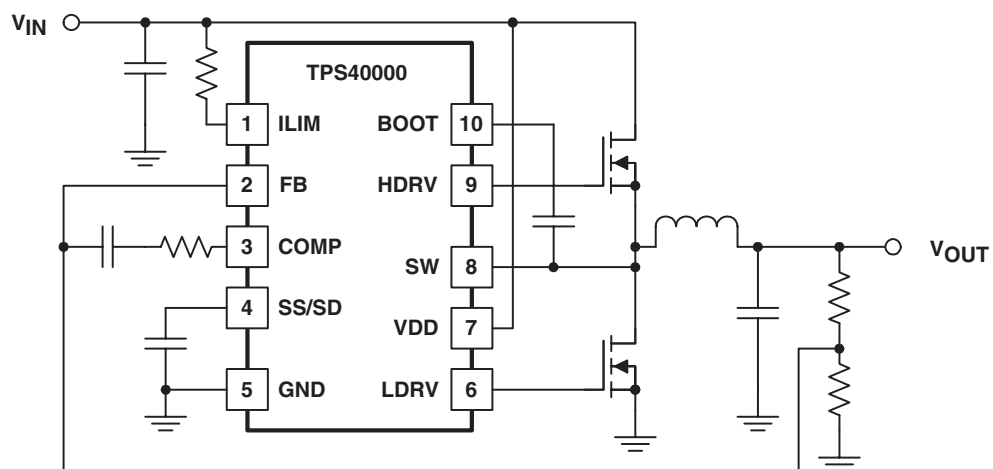 VIN
TPS40000
1 ILIM BOOT 10
2 FB HDRV 9
3 COMP
SW 8
VOUT
4 SS/SD
VDD 7
5 GND LDRV 6